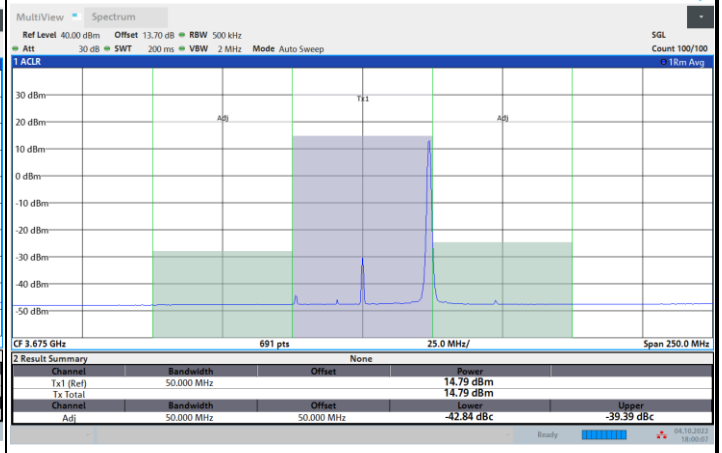 MultiView Spectrum
Ref Level 40.00 dBm Offset 13.70 dB RBW 500 kHz SGL
Att 30 dB SWT 200 ms VBW 2 MHz Mode Auto Sweep Count 100/100
1 ACLR 1Rm Avg
30 dBm
Tx1
20 dBm
Adj Adj
10 dBm
0 dBm
-10 dBm
-20 dBm
-30 dBm
-40 dBm
-50 dBm
CF 3.675 GHz 691 pts 25.0 MHz/ Span 250.0 MHz
2 Result Summary None
Channel Bandwidth Offset Power
Tx1 (Ref) 50.000 MHz 14.79 dBm
Tx Total 14.79 dBm
Channel Bandwidth Offset Lower Upper
Adj 50.000 MHz 50.000 MHz -42.84 dBc -39.39 dBc
Ready 04.10.2022
18:00:07